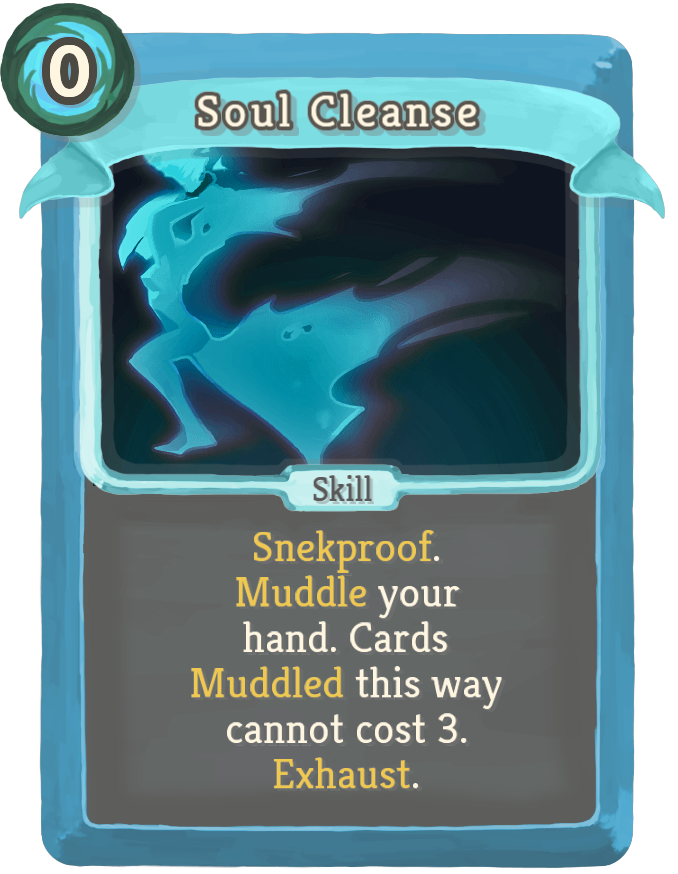 0
Soul Cleanse
Skill
Snekproof.
Muddle your
hand. Cards
Muddled this way
cannot cost 3.
Exhaust.